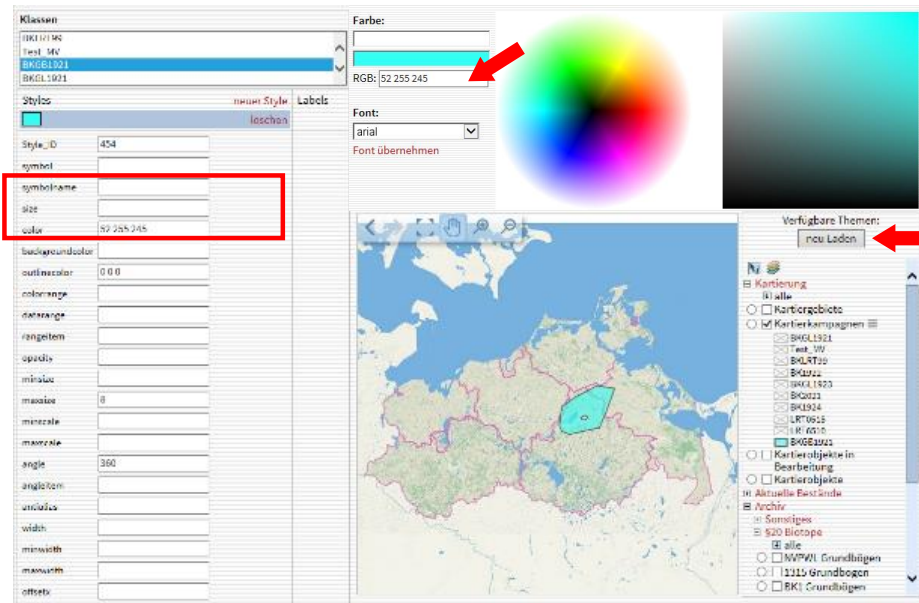 Klassen
BKLRT99
Test_MV
BKGB1921
BKGL1921
Styles
neuer Style
löschen
Labels
Style_ID 454
symbol
symbolname
size
color 52 255 245
backgroundcolor
outlinecolor 0 0 0
colorrange
datarange
rangeitem
opacity
minsize
maxsize 8
minscale
maxscale
angle 360
angleitem
antialias
width
minwidth
maxwidth
offsetx
Farbe:
RGB: 52 255 245
Font:
arial
Font übernehmen
Verfügbare Themen:
neu Laden
Kartierung
alle
Kartiergebiete
Kartierkampagnen
BKGL1921
Test_MV
BKLRT99
BK1922
BKGL1923
BK2021
BK1924
LRT6510
BKGB1921
Kartierobjekte in
Bearbeitung
Kartierobjekte
Aktuelle Bestände
Archiv
Sonstiges
§20 Biotope
alle
NVPWL Grundbögen
1315 Grundbogen
BK1 Grundbögen